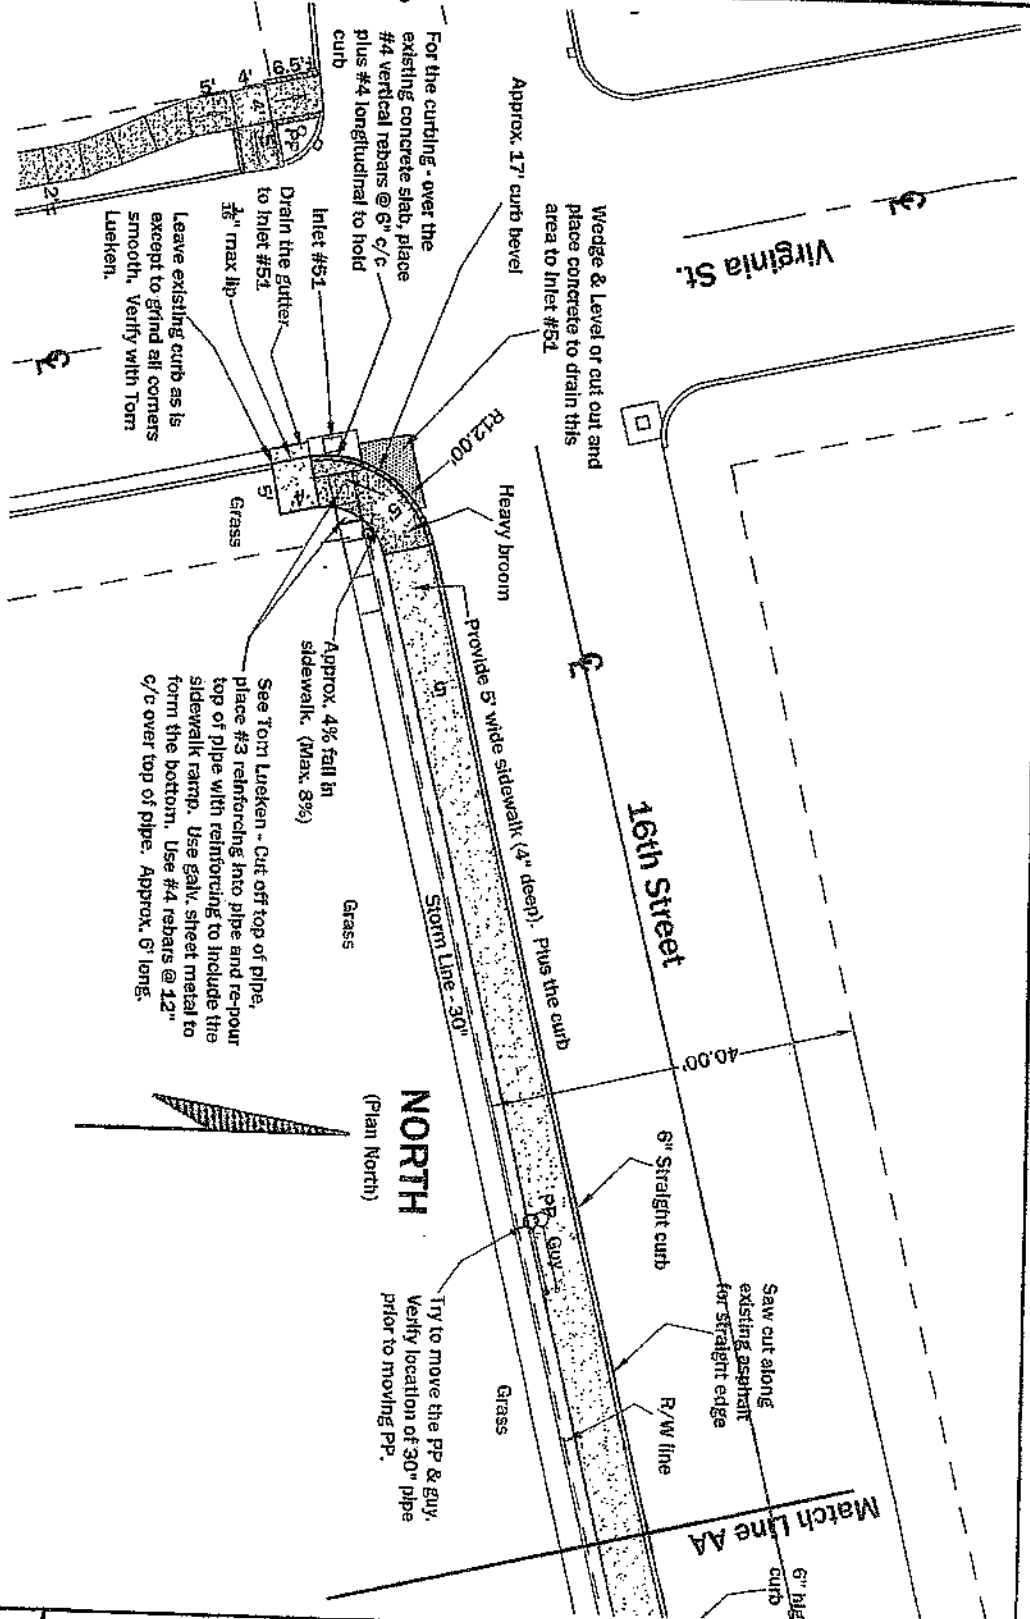 Virginia St.
16th Street
Match Line AA
6" hig
curb
40.00'
6" Straight curb
Saw cut along
existing asphalt
for straight edge
R/W line
Wedge & Level or cut out and
place concrete to drain this
area to Inlet #51
Approx. 17' curb bevel
For the curbing - over the
existing concrete slab, place
#4 vertical rebars @ 6" c/c
plus #4 longitudinal to hold
curb
Inlet #51
Drain the gutter
to Inlet #51
3/16" max lip
Leave existing curb as is
except to grind all corners
smooth. Verify with Tom
Lueken.
R12.00'
Heavy broom
Provide 5' wide sidewalk (4" deep). Plus the curb
Approx. 4% fall in
sidewalk. (Max. 8%)
See Tom Lueken - Cut off top of pipe,
place #3 reinforcing into pipe and re-pour
top of pipe with reinforcing to include the
sidewalk ramp. Use galv. sheet metal to
form the bottom. Use #4 rebars @ 12"
c/c over top of pipe. Approx. 6' long.
Storm Line - 30"
Grass
Grass
Grass
PP
Guy
Try to move the PP & guy.
Verify location of 30" pipe
prior to moving PP.
NORTH
(Plan North)
PP
5'
4'
6'
5'
4'
2'
5'
4'
5'
5'